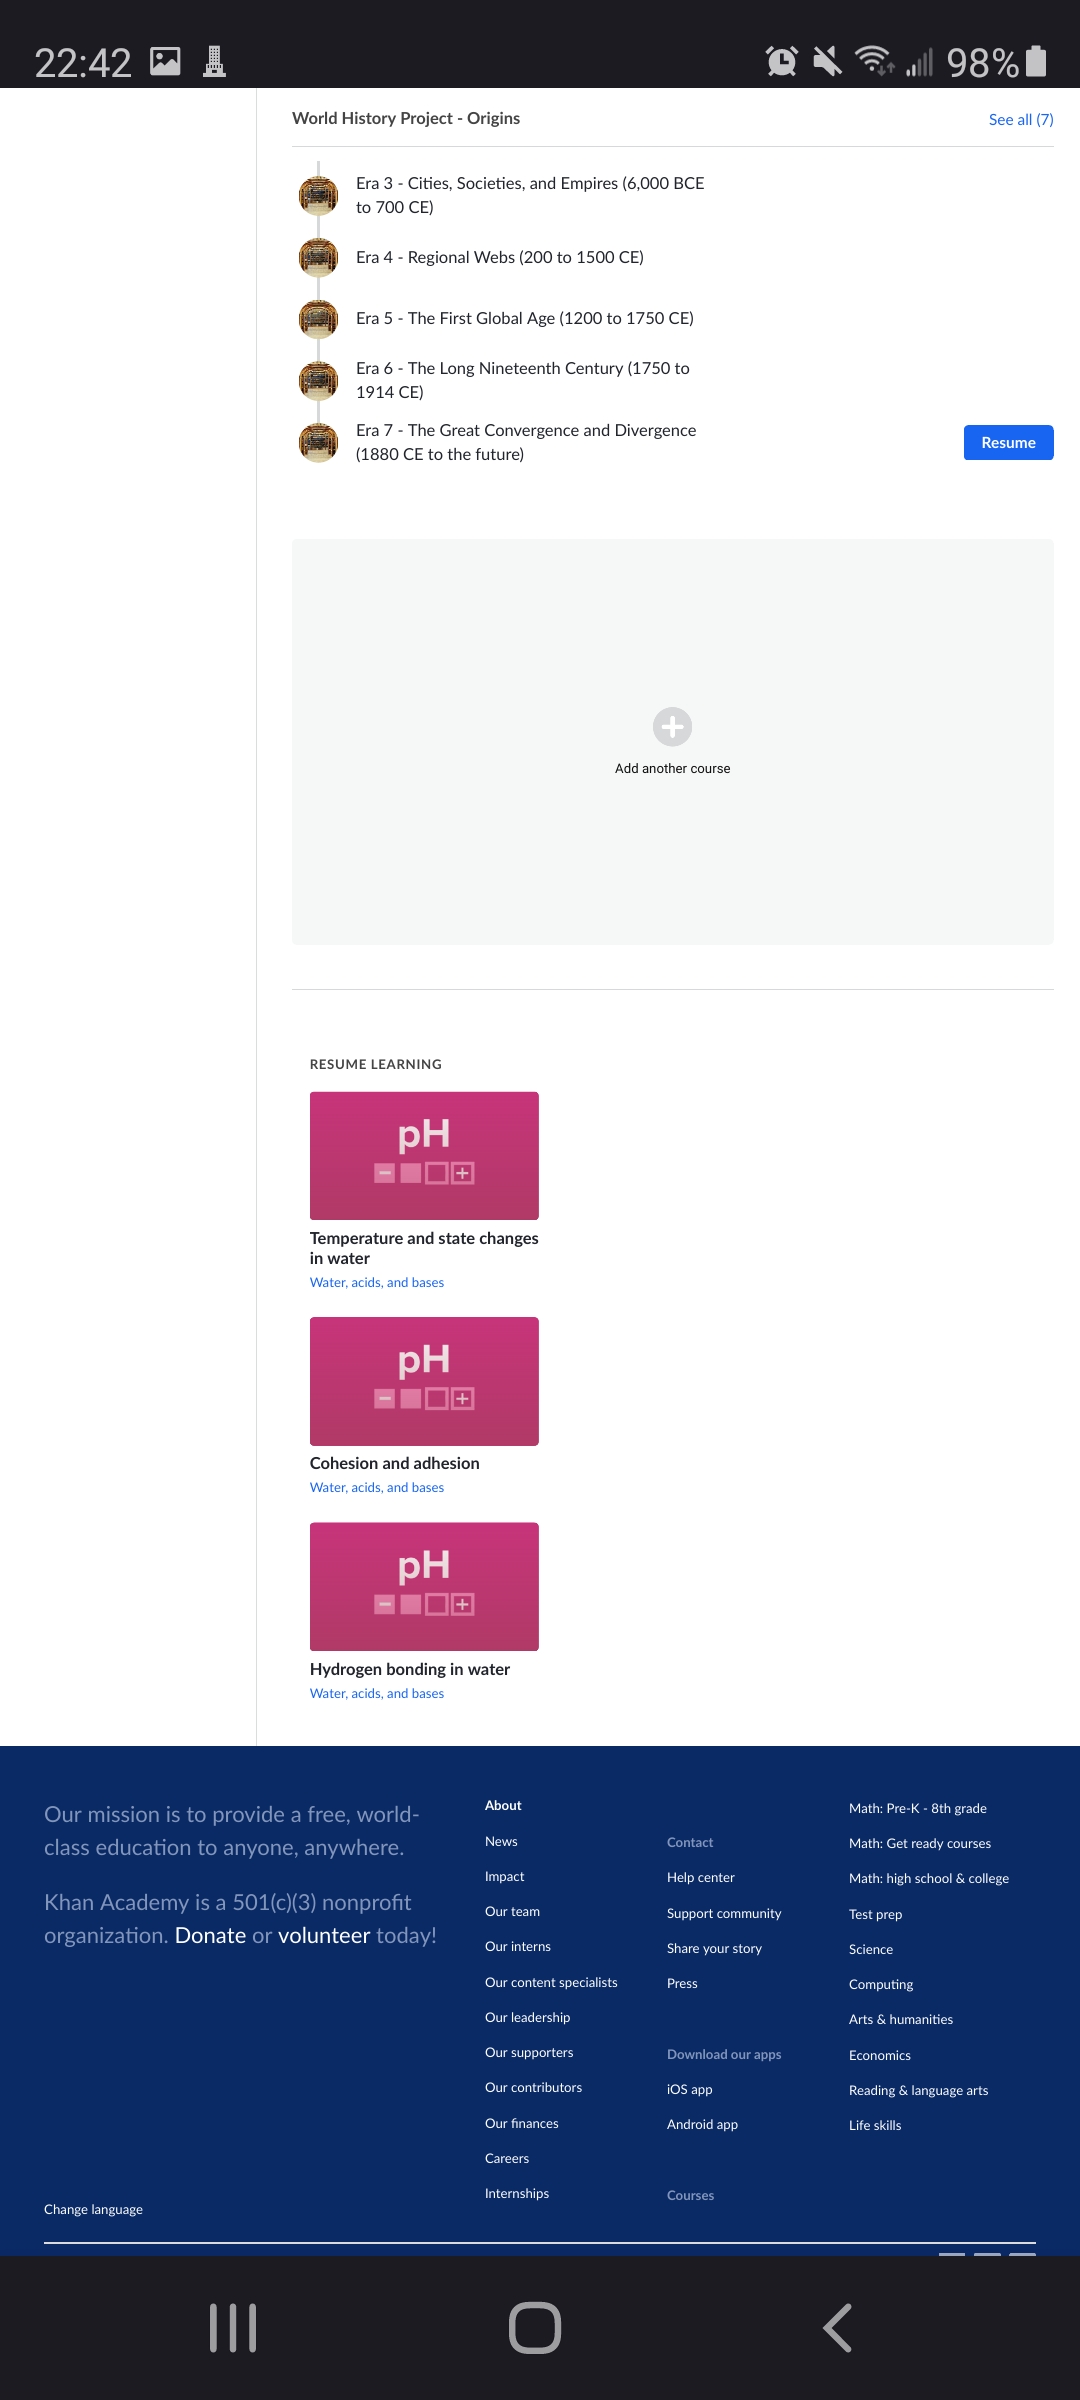 22:42
98%
World History Project - Origins
See all (7)
Era 3 - Cities, Societies, and Empires (6,000 BCE
to 700 CE)
Era 4 - Regional Webs (200 to 1500 CE)
Era 5 - The First Global Age (1200 to 1750 CE)
Era 6 - The Long Nineteenth Century (1750 to
1914 CE)
Era 7 - The Great Convergence and Divergence
(1880 CE to the future)
Resume
Add another course
RESUME LEARNING
pH
Temperature and state changes
in water
Water, acids, and bases
pH
Cohesion and adhesion
Water, acids, and bases
pH
Hydrogen bonding in water
Water, acids, and bases
Our mission is to provide a free, world-
class education to anyone, anywhere.
Khan Academy is a 501(c)(3) nonprofit
organization. Donate or volunteer today!
Change language
About
News
Impact
Our team
Our interns
Our content specialists
Our leadership
Our supporters
Our contributors
Our finances
Careers
Internships
Contact
Help center
Support community
Share your story
Press
Download our apps
iOS app
Android app
Courses
Math: Pre-K - 8th grade
Math: Get ready courses
Math: high school & college
Test prep
Science
Computing
Arts & humanities
Economics
Reading & language arts
Life skills